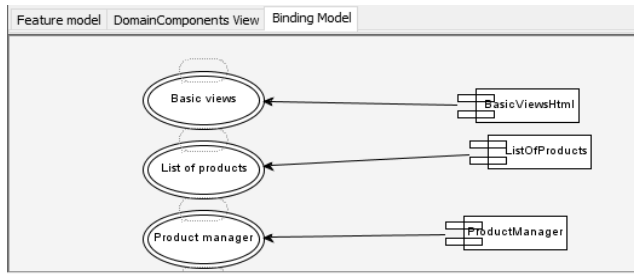 Feature model DomainComponents View Binding Model
Basic views BasicViewsHtml
List of products ListOfProducts
Product manager ProductManager